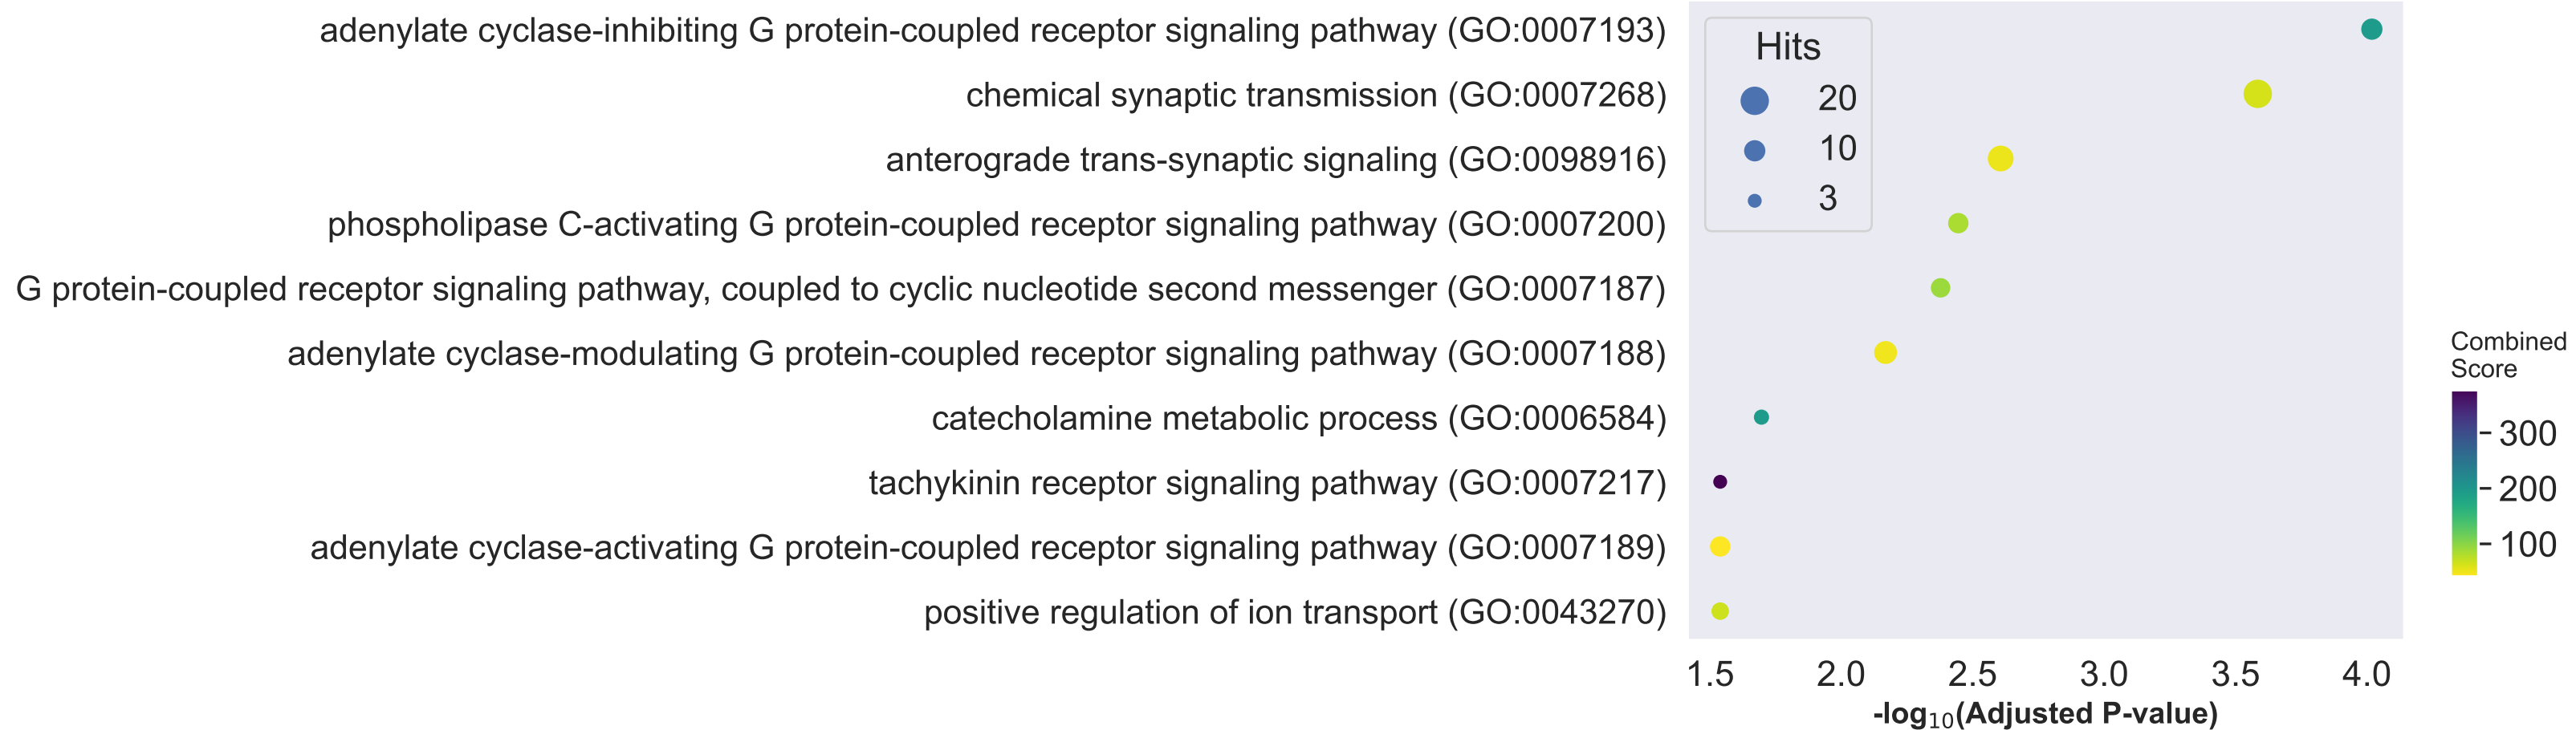 adenylate cyclase-inhibiting G protein-coupled receptor signaling pathway (GO:0007193)
chemical synaptic transmission (GO:0007268)
anterograde trans-synaptic signaling (GO:0098916)
phospholipase C-activating G protein-coupled receptor signaling pathway (GO:0007200)
G protein-coupled receptor signaling pathway, coupled to cyclic nucleotide second messenger (GO:0007187)
adenylate cyclase-modulating G protein-coupled receptor signaling pathway (GO:0007188)
catecholamine metabolic process (GO:0006584)
tachykinin receptor signaling pathway (GO:0007217)
adenylate cyclase-activating G protein-coupled receptor signaling pathway (GO:0007189)
positive regulation of ion transport (GO:0043270)
Hits
20
10
3
1.5 2.0 2.5 3.0 3.5 4.0
-log10(Adjusted P-value)
Combined
Score
300
200
100